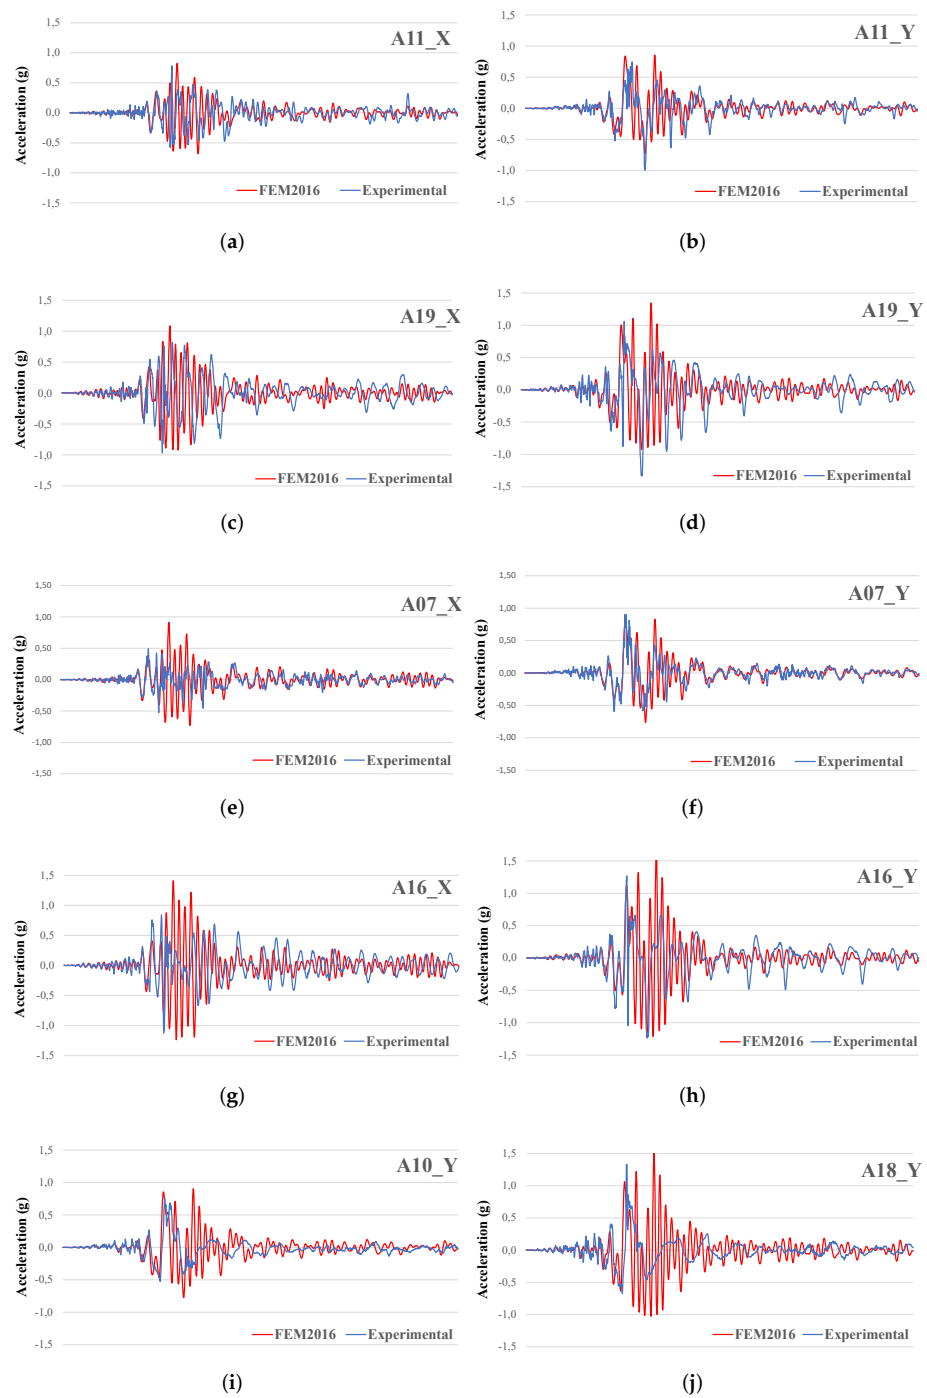 A11_X
Acceleration (g)
1,5
1,0
0,5
0,0
-0,5
-1,0
-1,5
FEM2016 Experimental
(a)
A11_Y
Acceleration (g)
1,5
1,0
0,5
0,0
-0,5
-1,0
-1,5
FEM2016 Experimental
(b)
A19_X
Acceleration (g)
1,5
1,0
0,5
0,0
-0,5
-1,0
-1,5
FEM2016 Experimental
(c)
A19_Y
Acceleration (g)
1,5
1,0
0,5
0,0
-0,5
-1,0
-1,5
FEM2016 Experimental
(d)
A07_X
Acceleration (g)
1,50
1,00
0,50
0,00
-0,50
-1,00
-1,50
FEM2016 Experimental
(e)
A07_Y
Acceleration (g)
1,50
1,00
0,50
0,00
-0,50
-1,00
-1,50
FEM2016 Experimental
(f)
A16_X
Acceleration (g)
1,5
1,0
0,5
0,0
-0,5
-1,0
-1,5
FEM2016 Experimental
(g)
A16_Y
Acceleration (g)
1,5
1,0
0,5
0,0
-0,5
-1,0
-1,5
FEM2016 Experimental
(h)
A10_Y
Acceleration (g)
1,5
1,0
0,5
0,0
-0,5
-1,0
-1,5
FEM2016 Experimental
(i)
A18_Y
Acceleration (g)
1,5
1,0
0,5
0,0
-0,5
-1,0
-1,5
FEM2016 Experimental
(j)